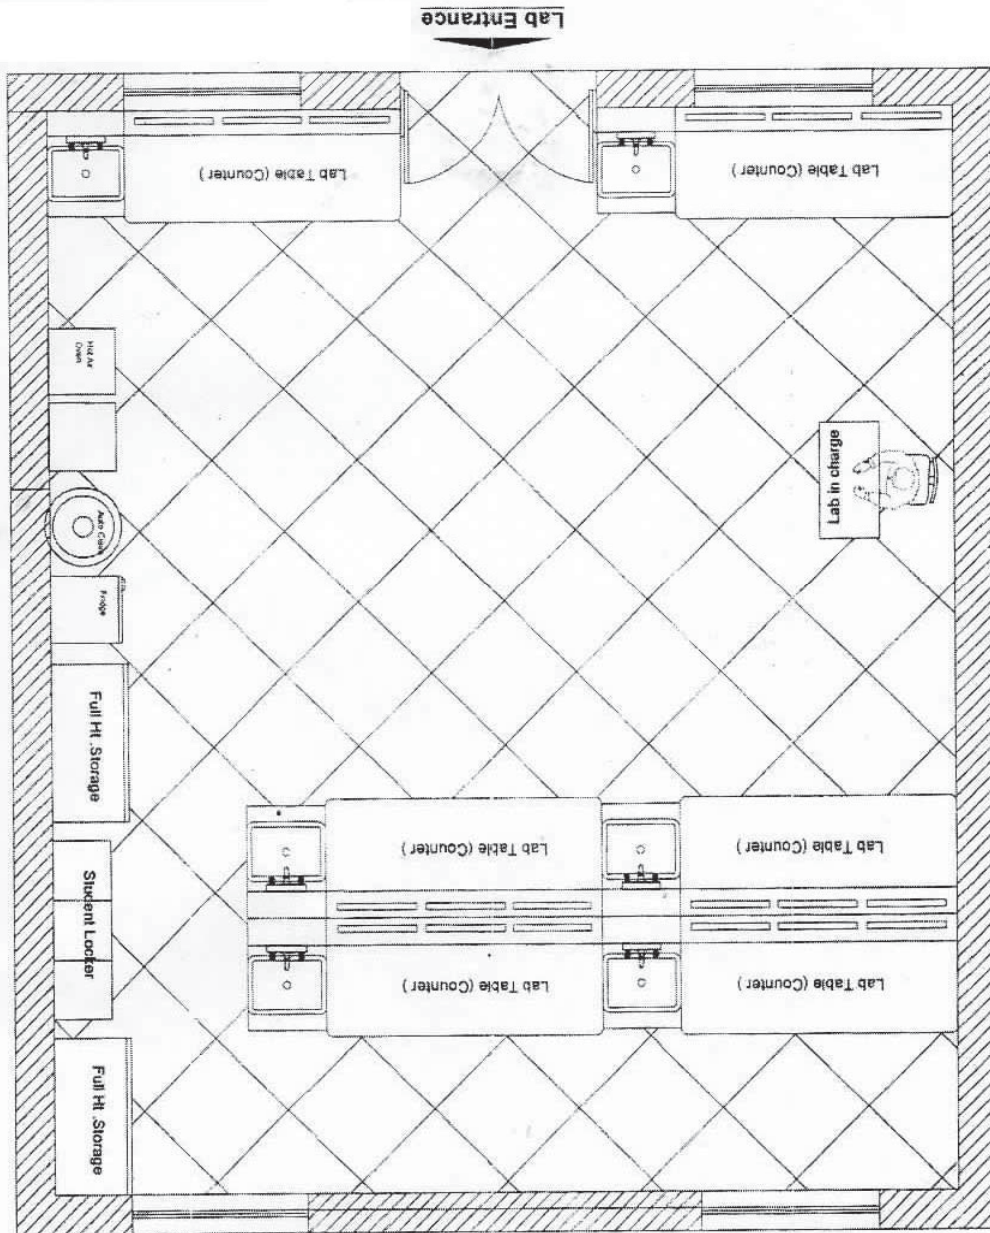 Lab Entrance
Lab Table (Counter)
Lab Table (Counter)
Hot Air
Oven
Lab in charge
Auto Clave
Fridge
Full Ht .Storage
Lab Table (Counter)
Lab Table (Counter)
Student Locker
Lab Table (Counter)
Lab Table (Counter)
Full Ht .Storage